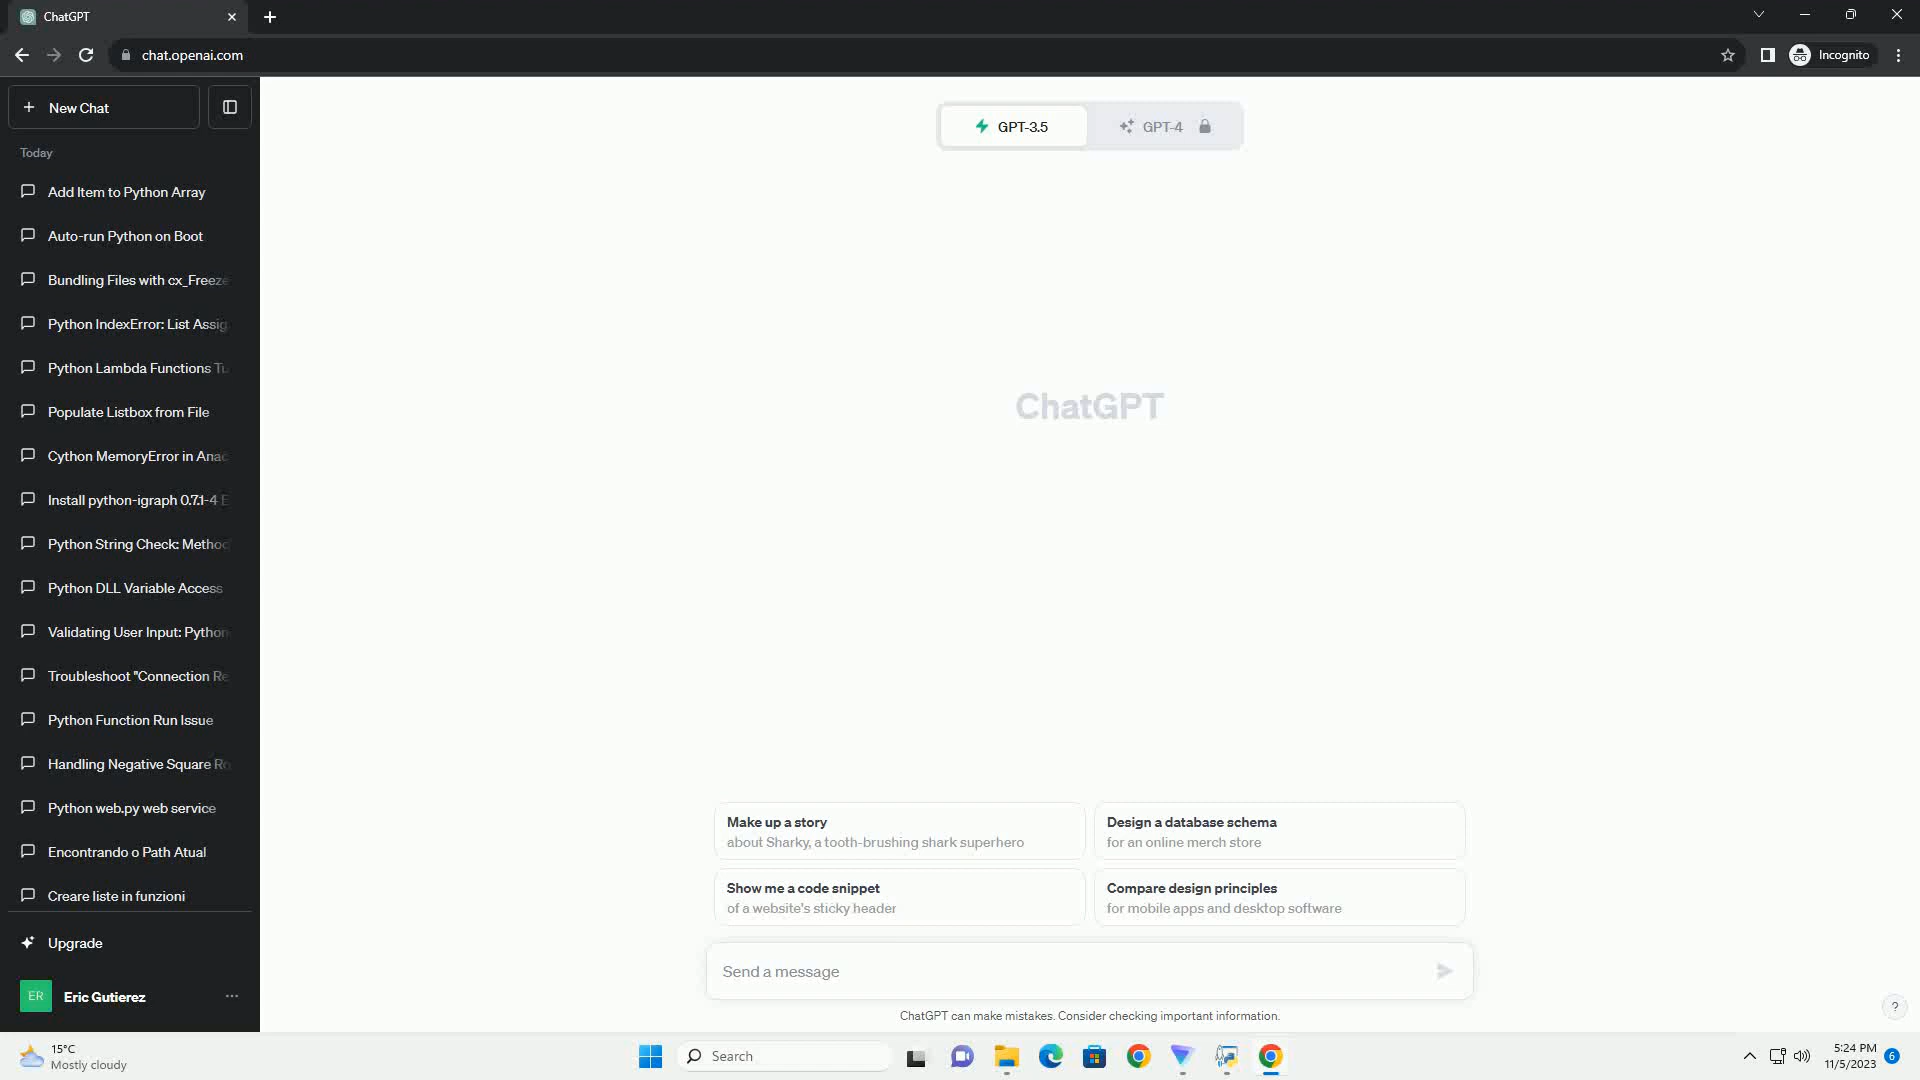 ChatGPT
chat.openai.com
Incognito
New Chat
Today
Add Item to Python Array
Auto-run Python on Boot
Bundling Files with cx_Freeze
Python IndexError: List Assig
Python Lambda Functions Tu
Populate Listbox from File
Cython MemoryError in Anac
Install python-igraph 0.7.1-4 E
Python String Check: Method
Python DLL Variable Access
Validating User Input: Python
Troubleshoot "Connection Re
Python Function Run Issue
Handling Negative Square Ro
Python web.py web service
Encontrando o Path Atual
Creare liste in funzioni
Upgrade
ER
Eric Gutierez
GPT-3.5
GPT-4
ChatGPT
Make up a story
about Sharky, a tooth-brushing shark superhero
Design a database schema
for an online merch store
Show me a code snippet
of a website's sticky header
Compare design principles
for mobile apps and desktop software
Send a message
ChatGPT can make mistakes. Consider checking important information.
?
15°C
Mostly cloudy
Search
5:24 PM
11/5/2023
6